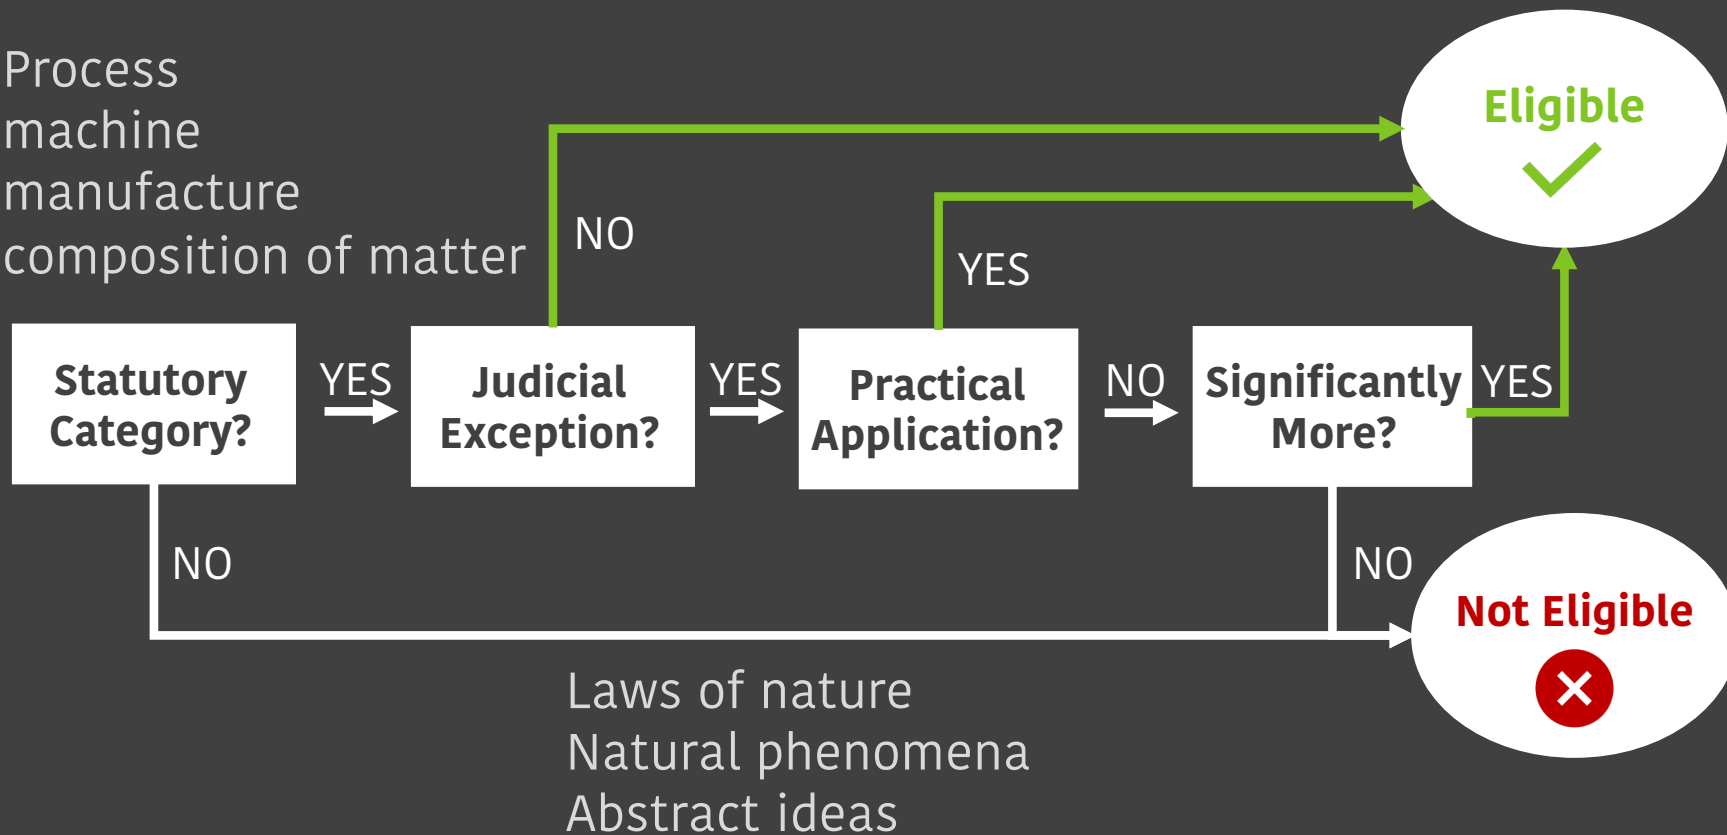 Process
machine
manufacture
composition of matter
Eligible
NO
YES
Statutory
Category?
YES
Judicial
Exception?
YES
Practical
Application?
NO
Significantly
More?
YES
NO
NO
Not Eligible
Laws of nature
Natural phenomena
Abstract ideas